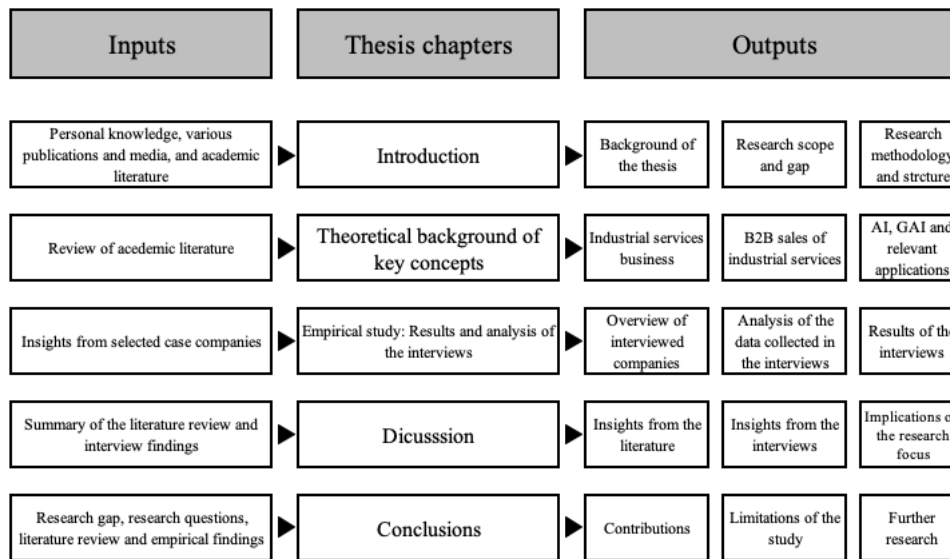 Inputs
Thesis chapters
Outputs
Personal knowledge, various
publications and media, and academic
literature
Introduction
Background of
the thesis
Research scope
and gap
Research
methodology
and strcture
Review of acedemic literature
Theoretical background of
key concepts
Industrial services
business
B2B sales of
industrial services
AI, GAI and
relevant
applications
Insights from selected case companies
Empirical study: Results and analysis of
the interviews
Overview of
interviewed
companies
Analysis of the
data collected in
the interviews
Results of the
interviews
Summary of the literature review and
interview findings
Dicusssion
Insights from the
literature
Insights from the
interviews
Implications o
the research
focus
Research gap, research questions,
literature review and empirical findings
Conclusions
Contributions
Limitations of the
study
Further
research